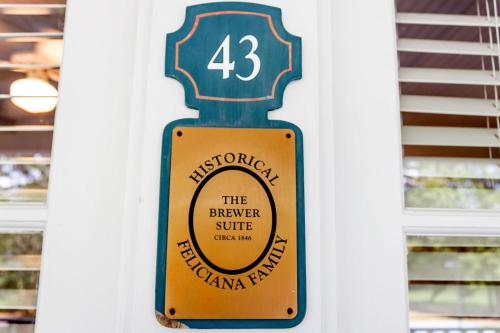 43
HISTORICAL
THE
BREWER
SUITE
CIRCA 1846
FELICIANA FAMILY